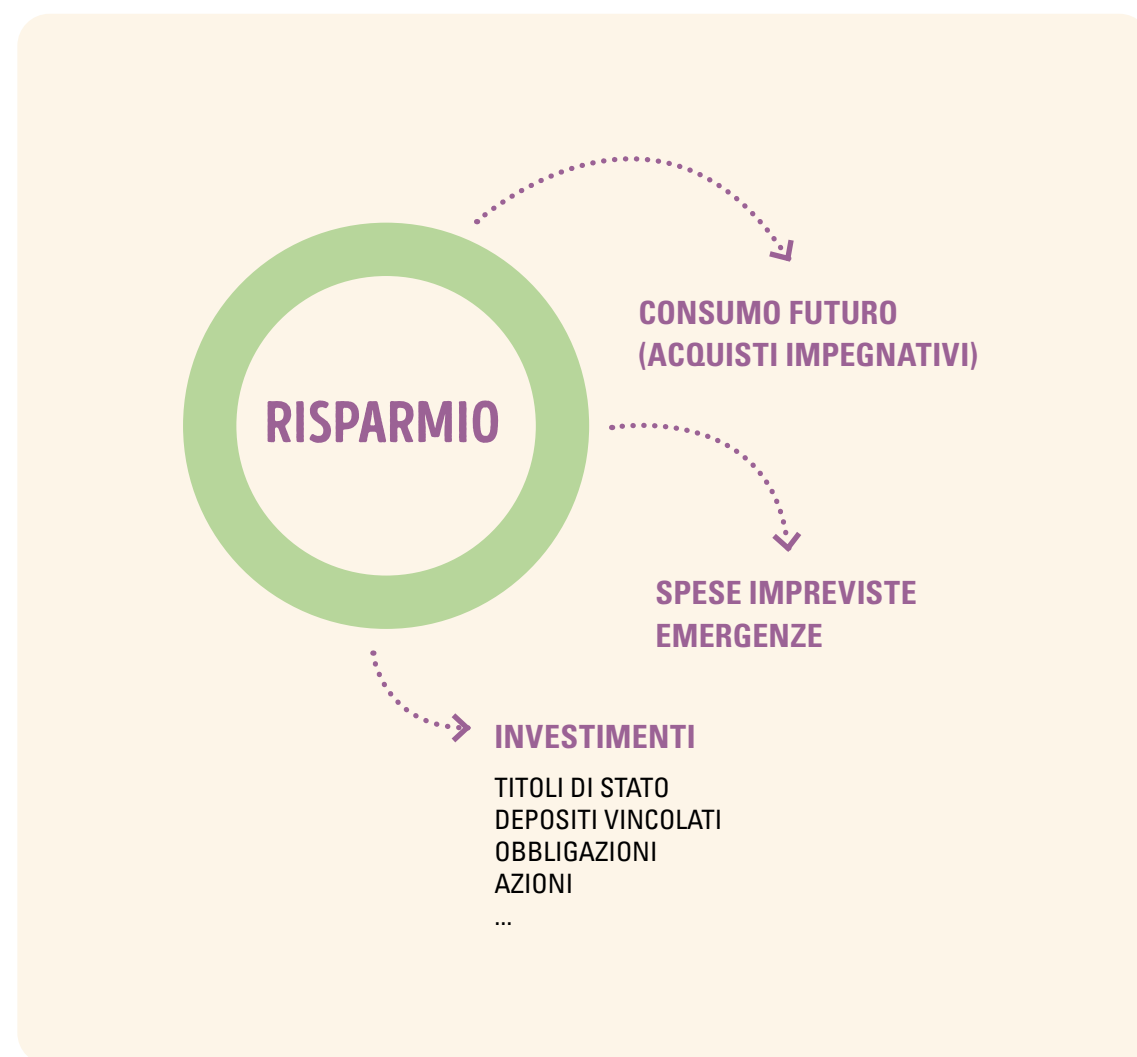 RISPARMIO
CONSUMO FUTURO
(ACQUISTI IMPEGNATIVI)
SPESE IMPREVISTE
EMERGENZE
INVESTIMENTI
TITOLI DI STATO
DEPOSITI VINCOLATI
OBBLIGAZIONI
AZIONI
...